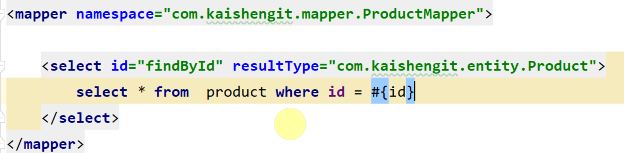 <mapper namespace="com.kaishengit.mapper.ProductMapper">
<select id="findById" resultType="com.kaishengit.entity.Product">
select * from  product where id = #{id}
</select>
</mapper>